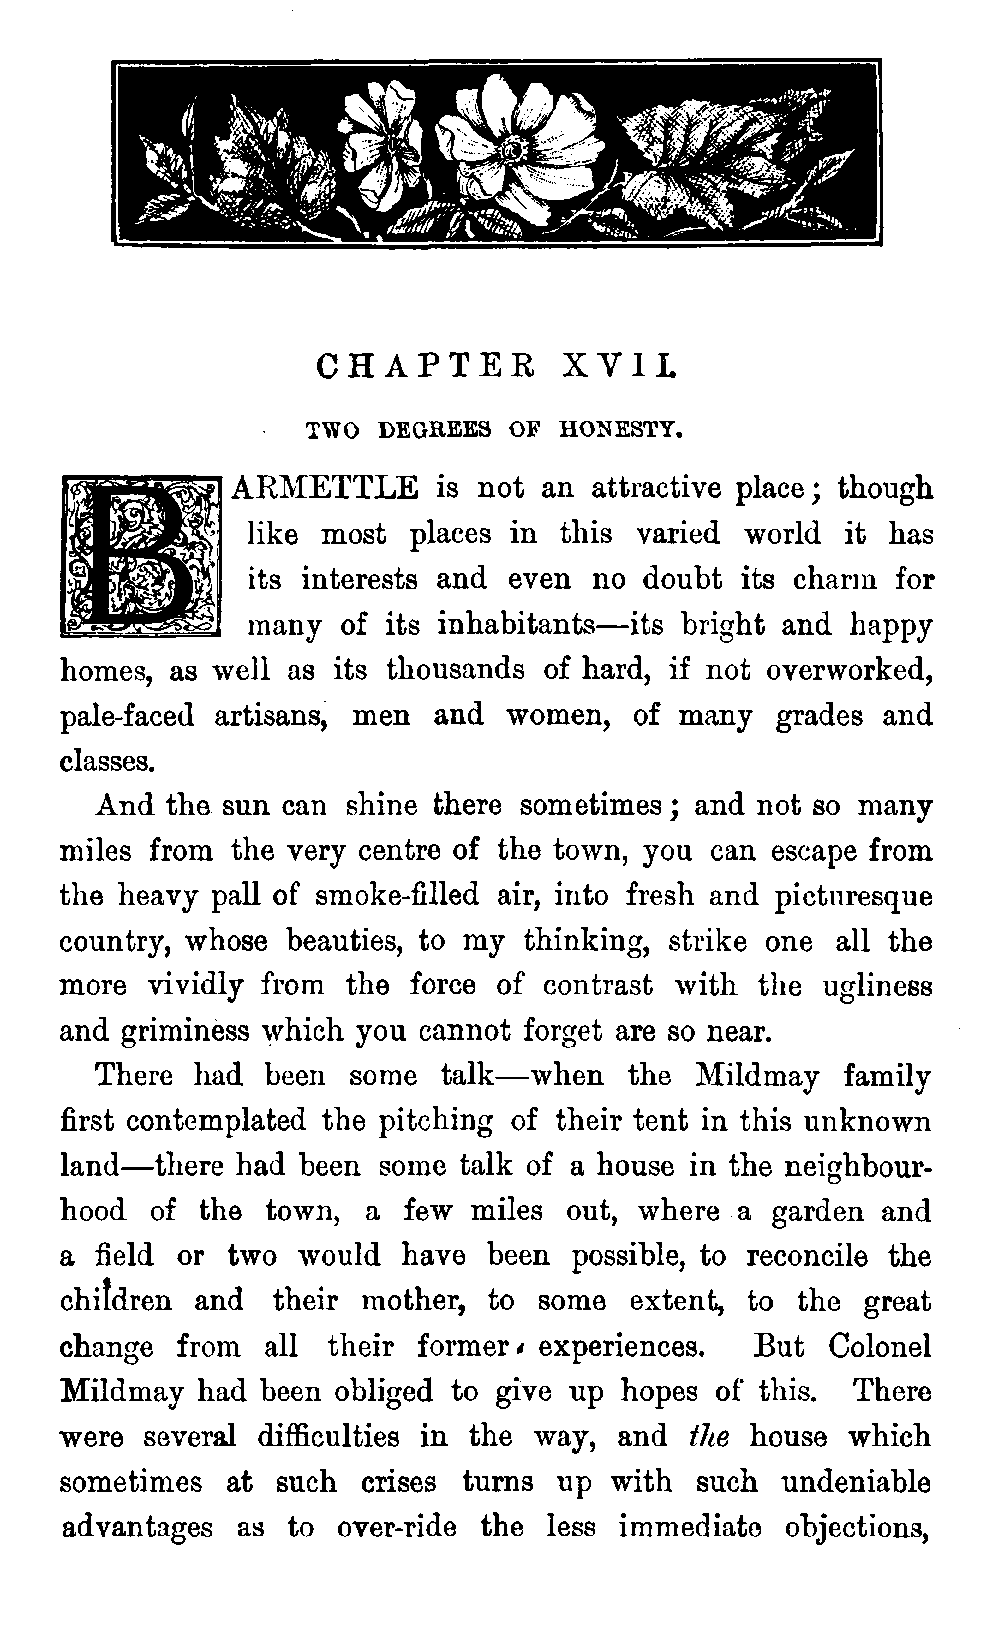 CHAPTER XVII.
TWO DEGREES OF HONESTY.
BARMETTLE is not an attractive place; though
like most places in this varied world it has
its interests and even no doubt its charm for
many of its inhabitants—its bright and happy
homes, as well as its thousands of hard, if not overworked,
pale-faced artisans, men and women, of many grades and
classes.
And the sun can shine there sometimes; and not so many
miles from the very centre of the town, you can escape from
the heavy pall of smoke-filled air, into fresh and picturesque
country, whose beauties, to my thinking, strike one all the
more vividly from the force of contrast with the ugliness
and griminess which you cannot forget are so near.
There had been some talk—when the Mildmay family
first contemplated the pitching of their tent in this unknown
land—there had been some talk of a house in the neighbour-
hood of the town, a few miles out, where a garden and
a field or two would have been possible, to reconcile the
children and their mother, to some extent, to the great
change from all their former experiences. But Colonel
Mildmay had been obliged to give up hopes of this. There
were several difficulties in the way, and the house which
sometimes at such crises turns up with such undeniable
advantages as to over-ride the less immediate objections,